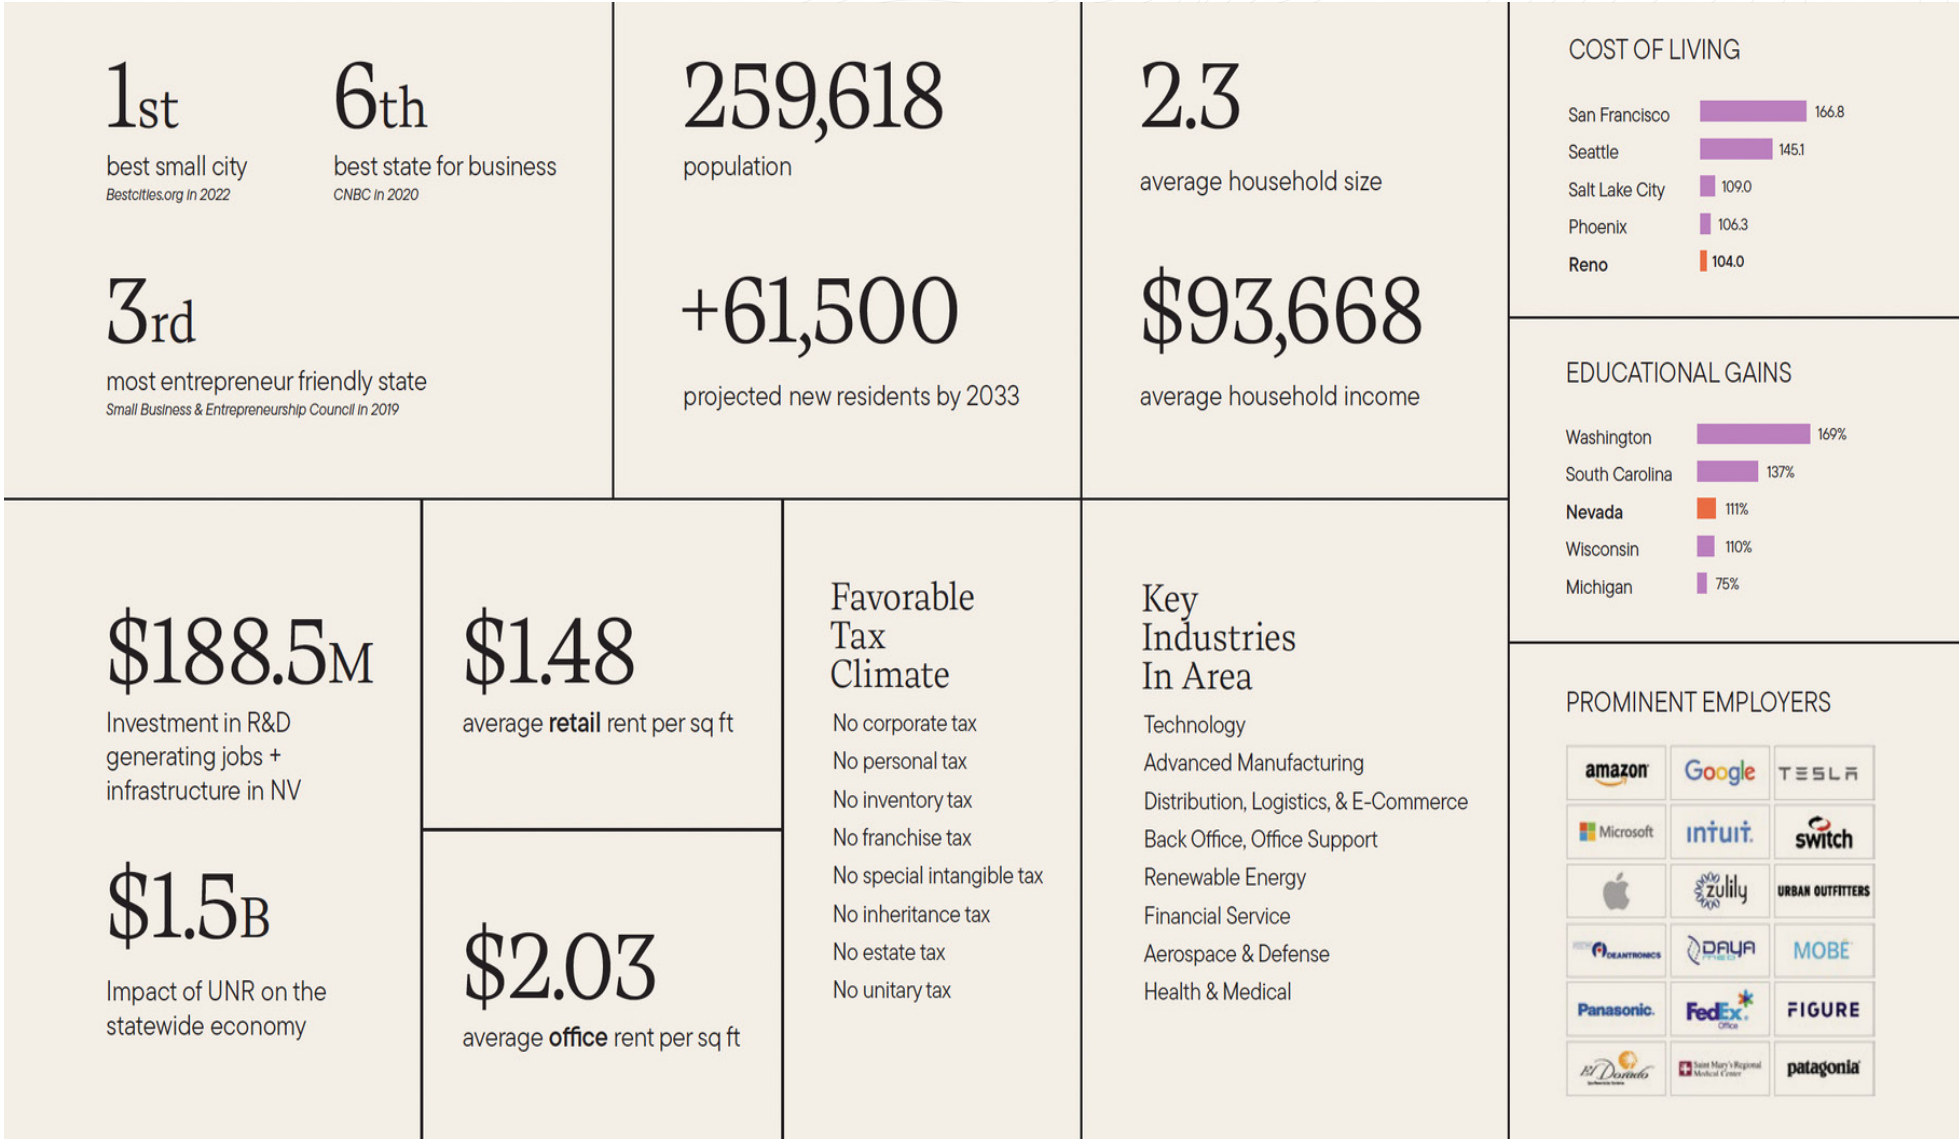 1st
best small city
Bestcities.org in 2022
6th
best state for business
CNBC in 2020
3rd
most entrepreneur friendly state
Small Business & Entrepreneurship Council in 2019
259,618
population
+61,500
projected new residents by 2033
2.3
average household size
$93,668
average household income
COST OF LIVING
San Francisco 166.8
Seattle 145.1
Salt Lake City 109.0
Phoenix 106.3
Reno 104.0
EDUCATIONAL GAINS
Washington 169%
South Carolina 137%
Nevada 111%
Wisconsin 110%
Michigan 75%
$188.5M
Investment in R&D
generating jobs +
infrastructure in NV
$1.5B
Impact of UNR on the
statewide economy
$1.48
average retail rent per sq ft
$2.03
average office rent per sq ft
Favorable
Tax
Climate
No corporate tax
No personal tax
No inventory tax
No franchise tax
No special intangible tax
No inheritance tax
No estate tax
No unitary tax
Key
Industries
In Area
Technology
Advanced Manufacturing
Distribution, Logistics, & E-Commerce
Back Office, Office Support
Renewable Energy
Financial Service
Aerospace & Defense
Health & Medical
PROMINENT EMPLOYERS
amazon Google TESLA
Microsoft intuit. switch
zulily URBAN OUTFITTERS
DEANTRONICS DAYA MED MOBĒ
Panasonic. FedEx. FIGURE
Office
El Dorado Saint Mary's Regional patagonia
Medical Center